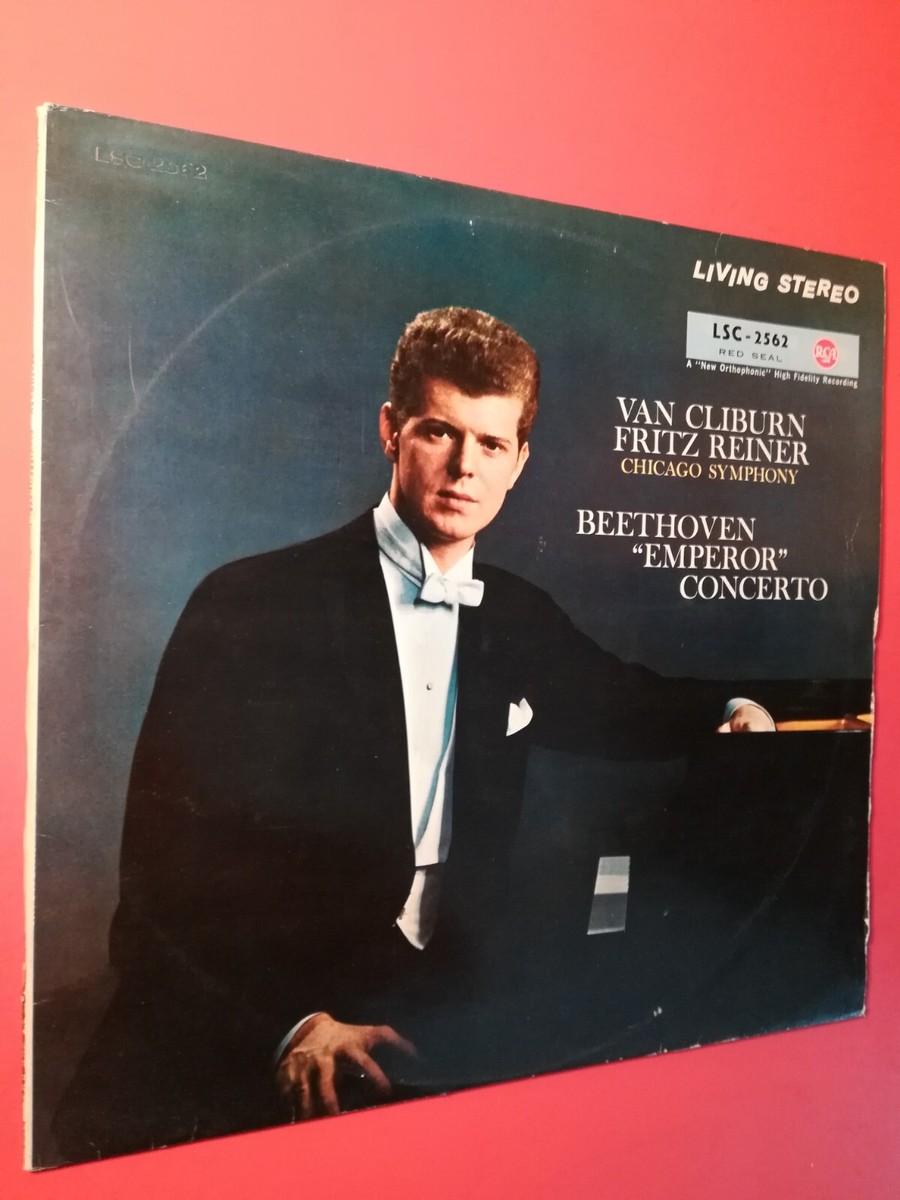 LSC-2562
LIVING STEREO
LSC-2562
RED SEAL
RCA
A "New Orthophonic" High Fidelity Recording
VAN CLIBURN
FRITZ REINER
CHICAGO SYMPHONY
BEETHOVEN
“EMPEROR”
CONCERTO